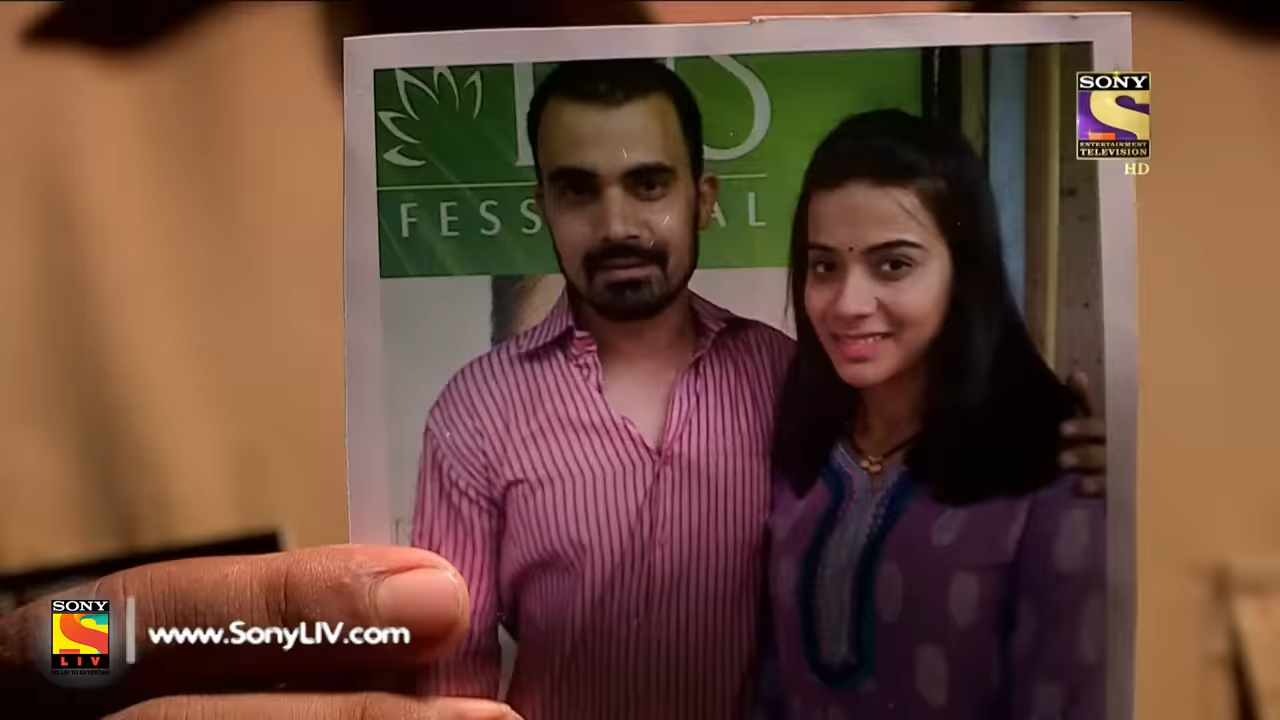 FESS AL
SONY
ENTERTAINMENT
TELEVISION
HD
SONY
LIV
www.SonyLIV.com